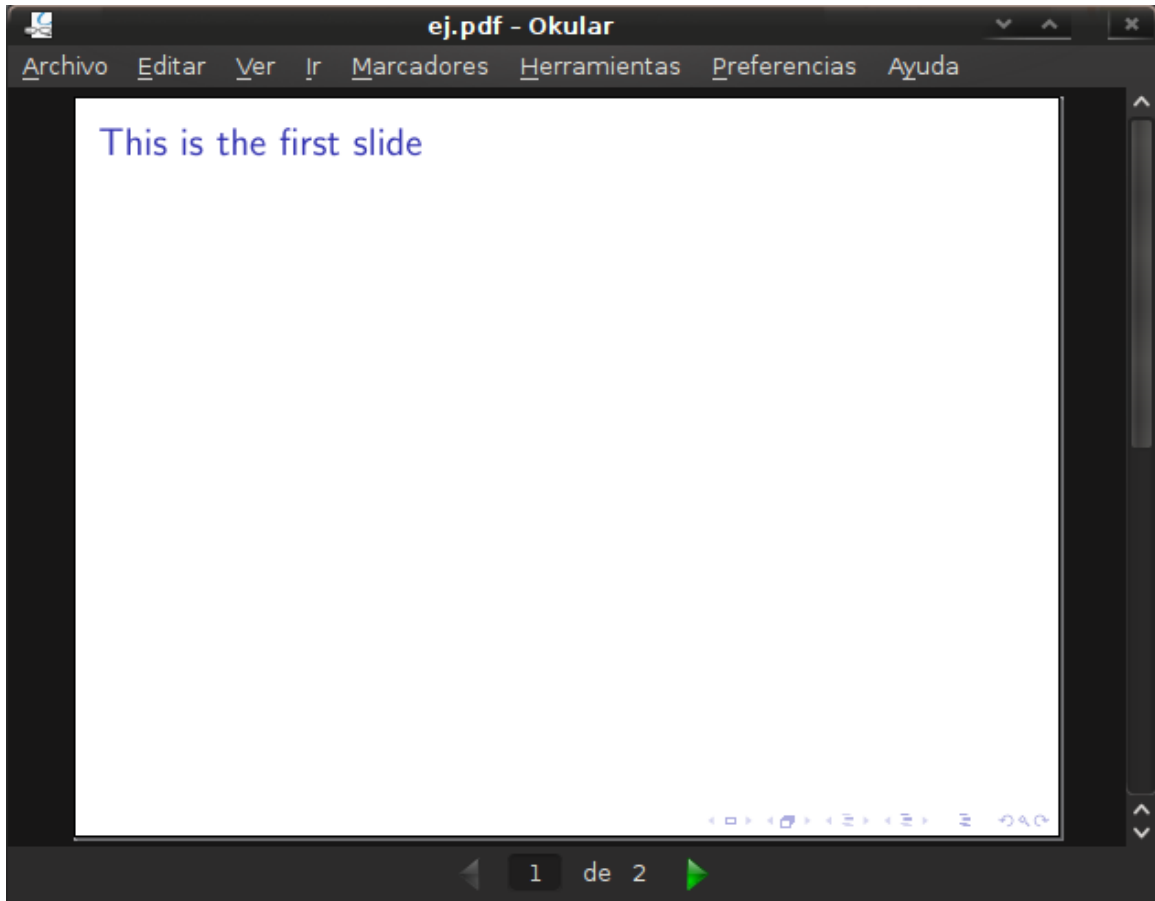 ej.pdf – Okular
Archivo Editar Ver Ir Marcadores Herramientas Preferencias Ayuda
This is the first slide
1 de 2